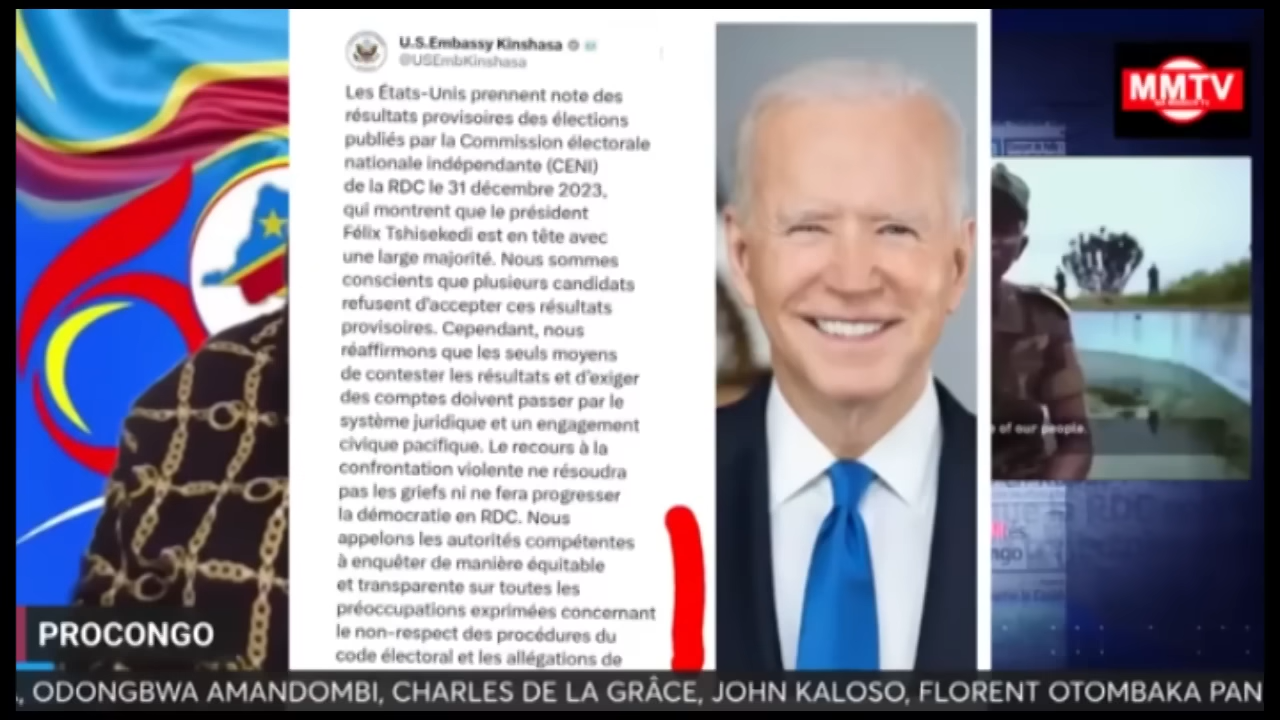 U.S.Embassy Kinshasa
@USEmbKinshasa
Les États-Unis prennent note des
résultats provisoires des élections
publiés par la Commission électorale
nationale indépendante (CENI)
de la RDC le 31 décembre 2023,
qui montrent que le président
Félix Tshisekedi est en tête avec
une large majorité. Nous sommes
conscients que plusieurs candidats
refusent d'accepter ces résultats
provisoires. Cependant, nous
réaffirmons que les seuls moyens
de contester les résultats et d'exiger
des comptes doivent passer par le
système juridique et un engagement
civique pacifique. Le recours à la
confrontation violente ne résoudra
pas les griefs ni ne fera progresser
la démocratie en RDC. Nous
appelons les autorités compétentes
à enquêter de manière équitable
et transparente sur toutes les
préoccupations exprimées concernant
le non-respect des procédures du
code électoral et les allégations de
MMTV
of our people.
PROCONGO
, ODONGBWA AMANDOMBI, CHARLES DE LA GRÂCE, JOHN KALOSO, FLORENT OTOMBAKA PAN